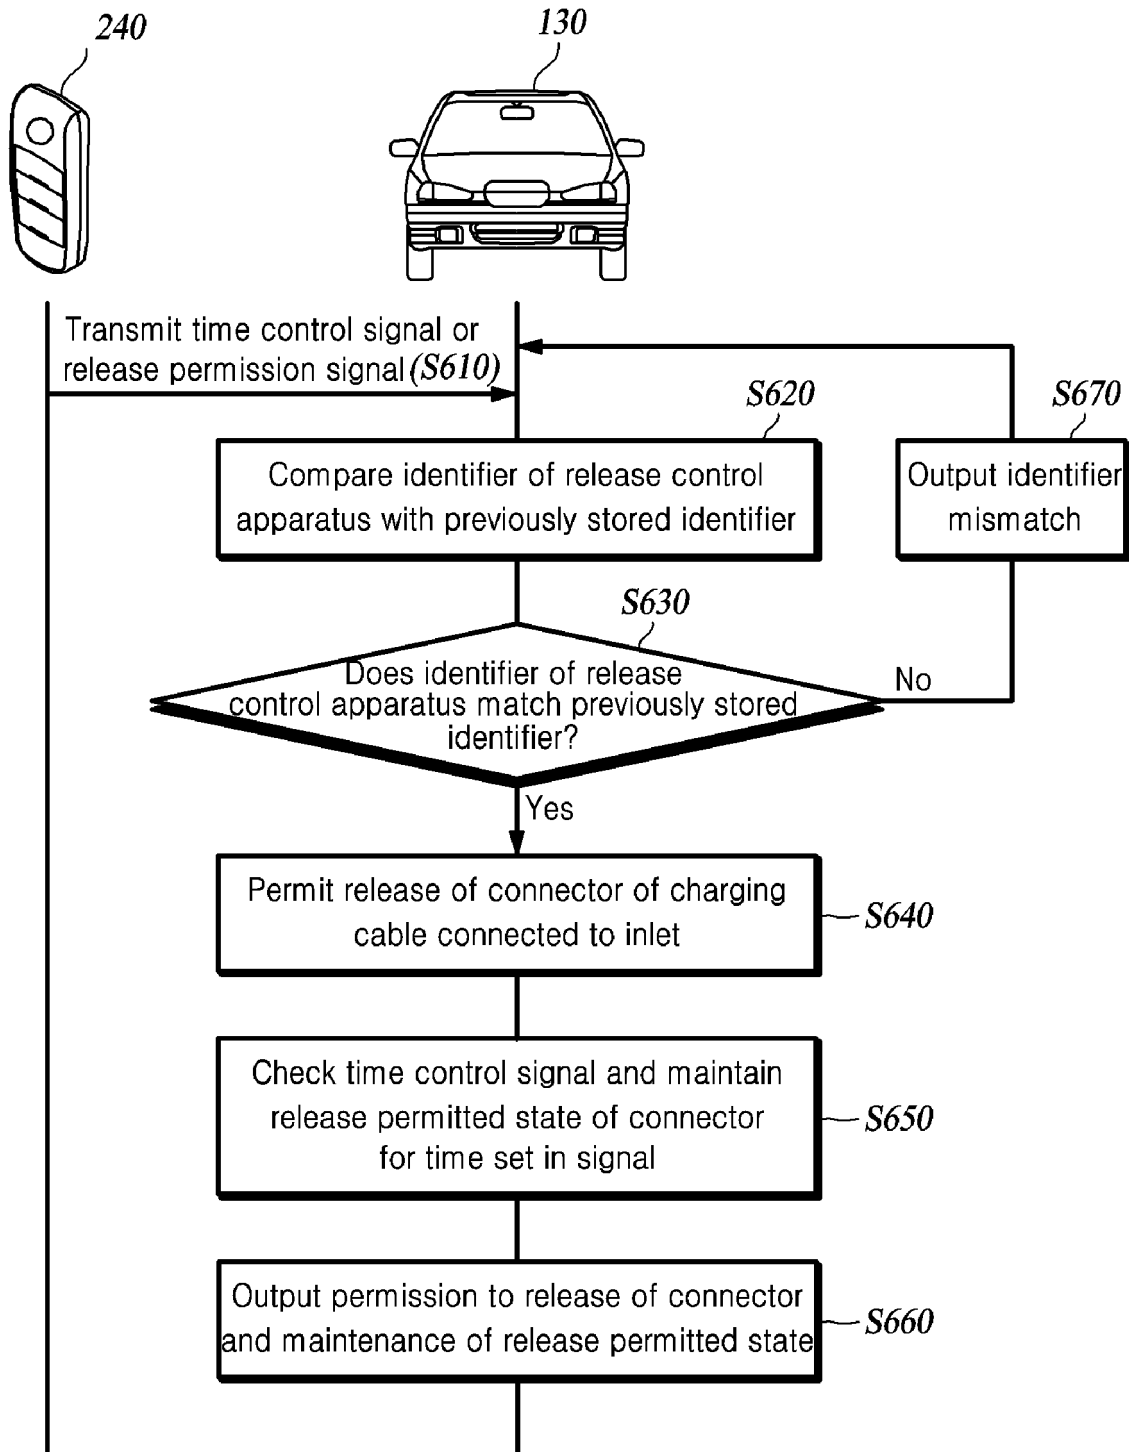 240
130
Transmit time control signal or
release permission signal (S610)
S620
S670
Compare identifier of release control
apparatus with previously stored identifier
Output identifier
mismatch
S630
Does identifier of release
control apparatus match previously stored
identifier?
No
Yes
Permit release of connector of charging
cable connected to inlet
S640
Check time control signal and maintain
release permitted state of connector
for time set in signal
S650
Output permission to release of connector
and maintenance of release permitted state
S660